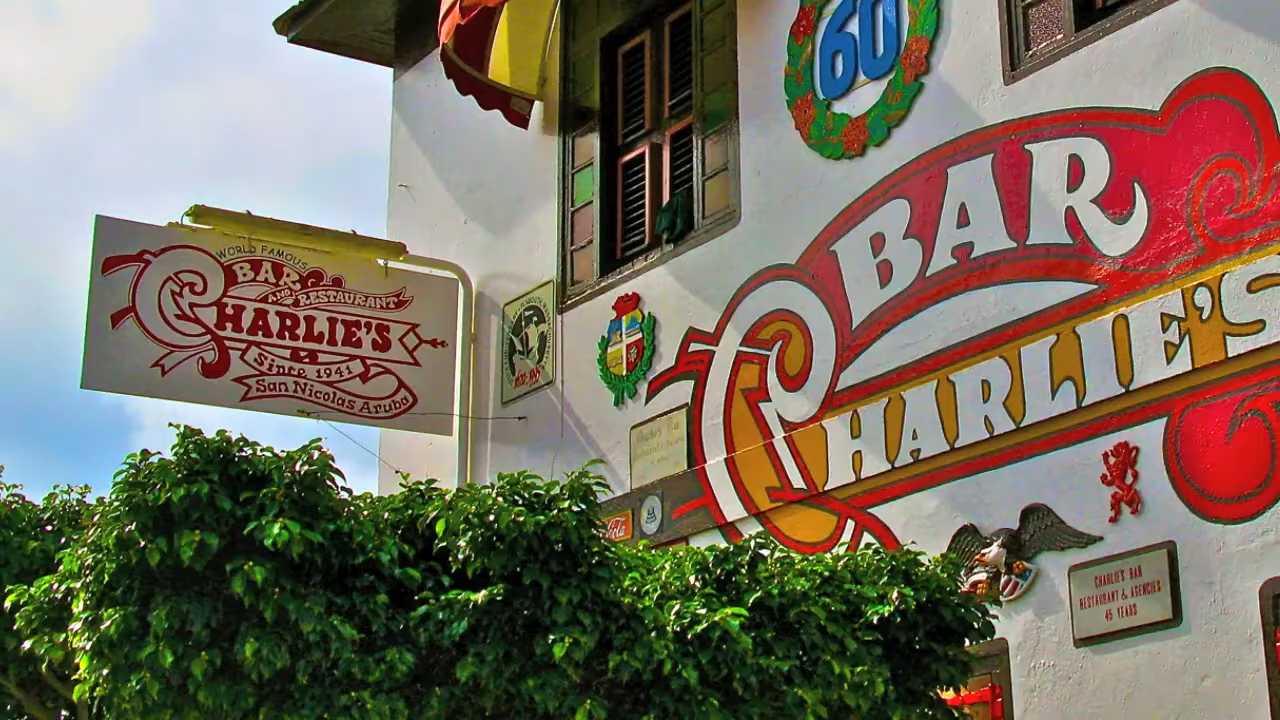 WORLD FAMOUS
BAR
AND RESTAURANT
CHARLIE'S
Since 1941
San Nicolas Aruba
60
BAR
CHARLIE'S
CHARLIE'S BAR
RESTAURANT & AGENCIES
45 YEARS